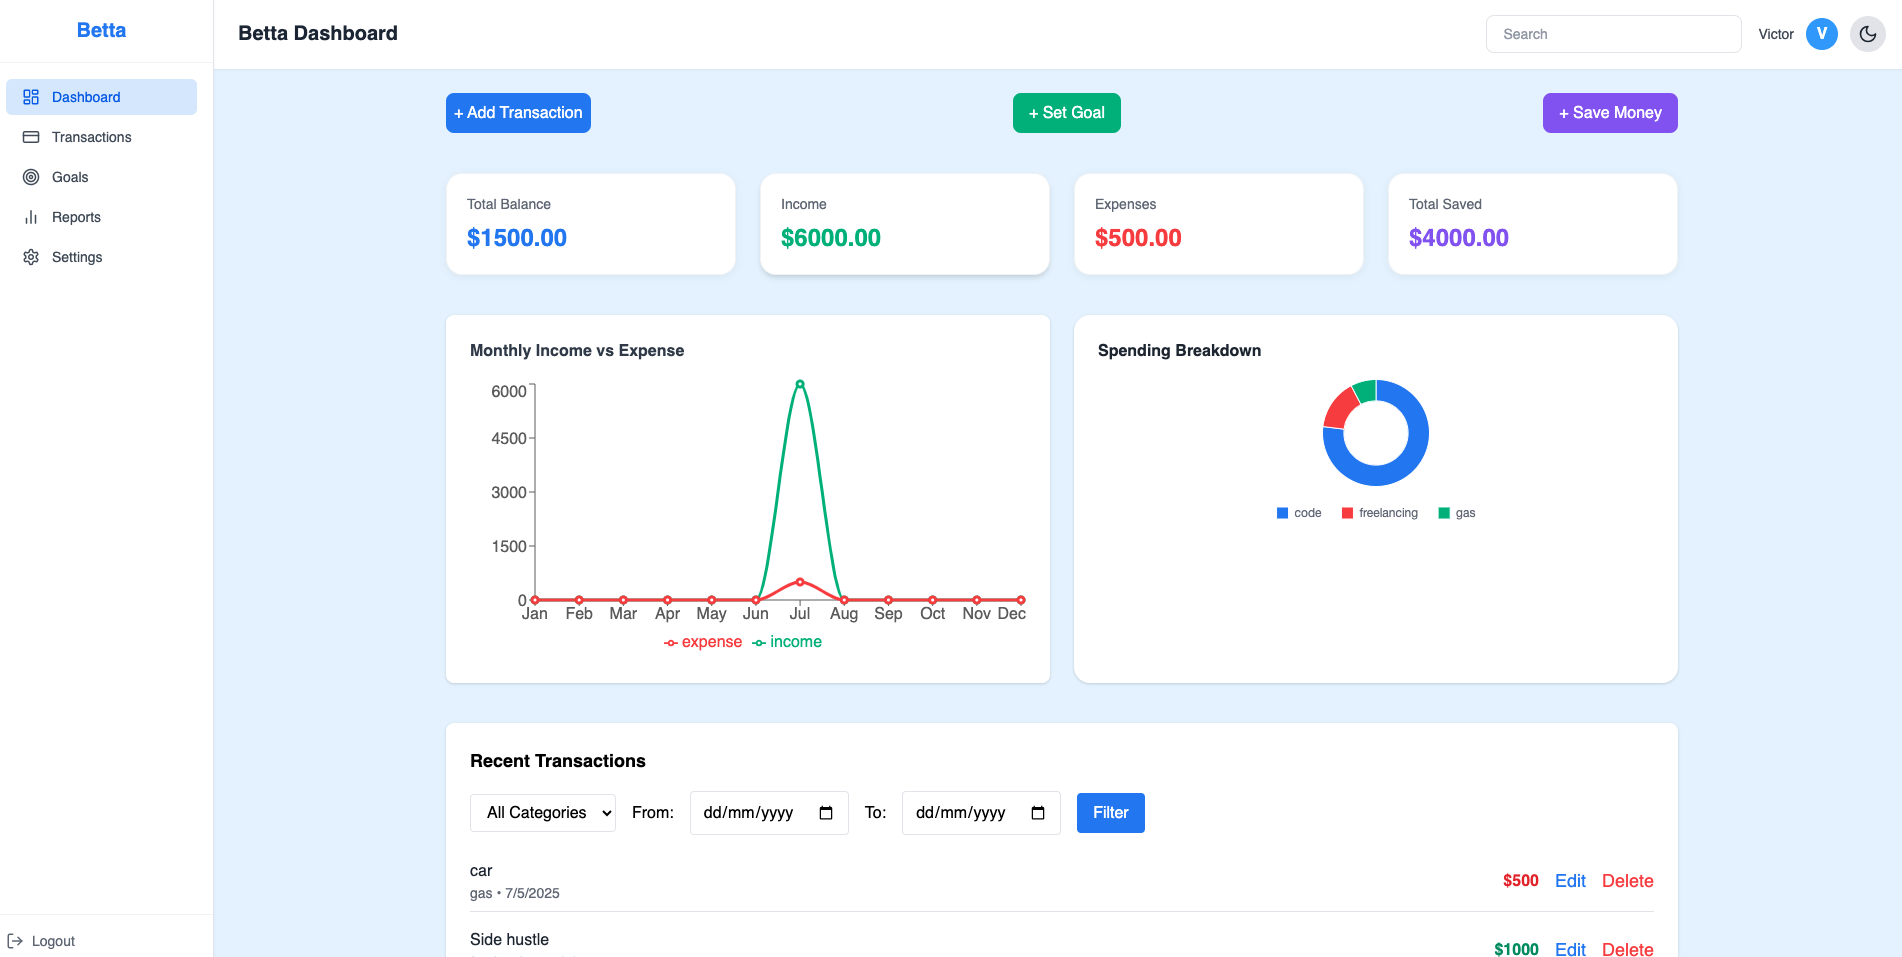 Betta
Betta Dashboard
Search
Victor
V
Dashboard
Transactions
Goals
Reports
Settings
Logout
+ Add Transaction
+ Set Goal
+ Save Money
Total Balance
$1500.00
Income
$6000.00
Expenses
$500.00
Total Saved
$4000.00
Monthly Income vs Expense
6000
4500
3000
1500
0
Jan Feb Mar Apr May Jun Jul Aug Sep Oct Nov Dec
expense income
Spending Breakdown
code freelancing gas
Recent Transactions
All Categories From: dd/mm/yyyy To: dd/mm/yyyy Filter
car
gas • 7/5/2025
$500 Edit Delete
Side hustle
$1000 Edit Delete